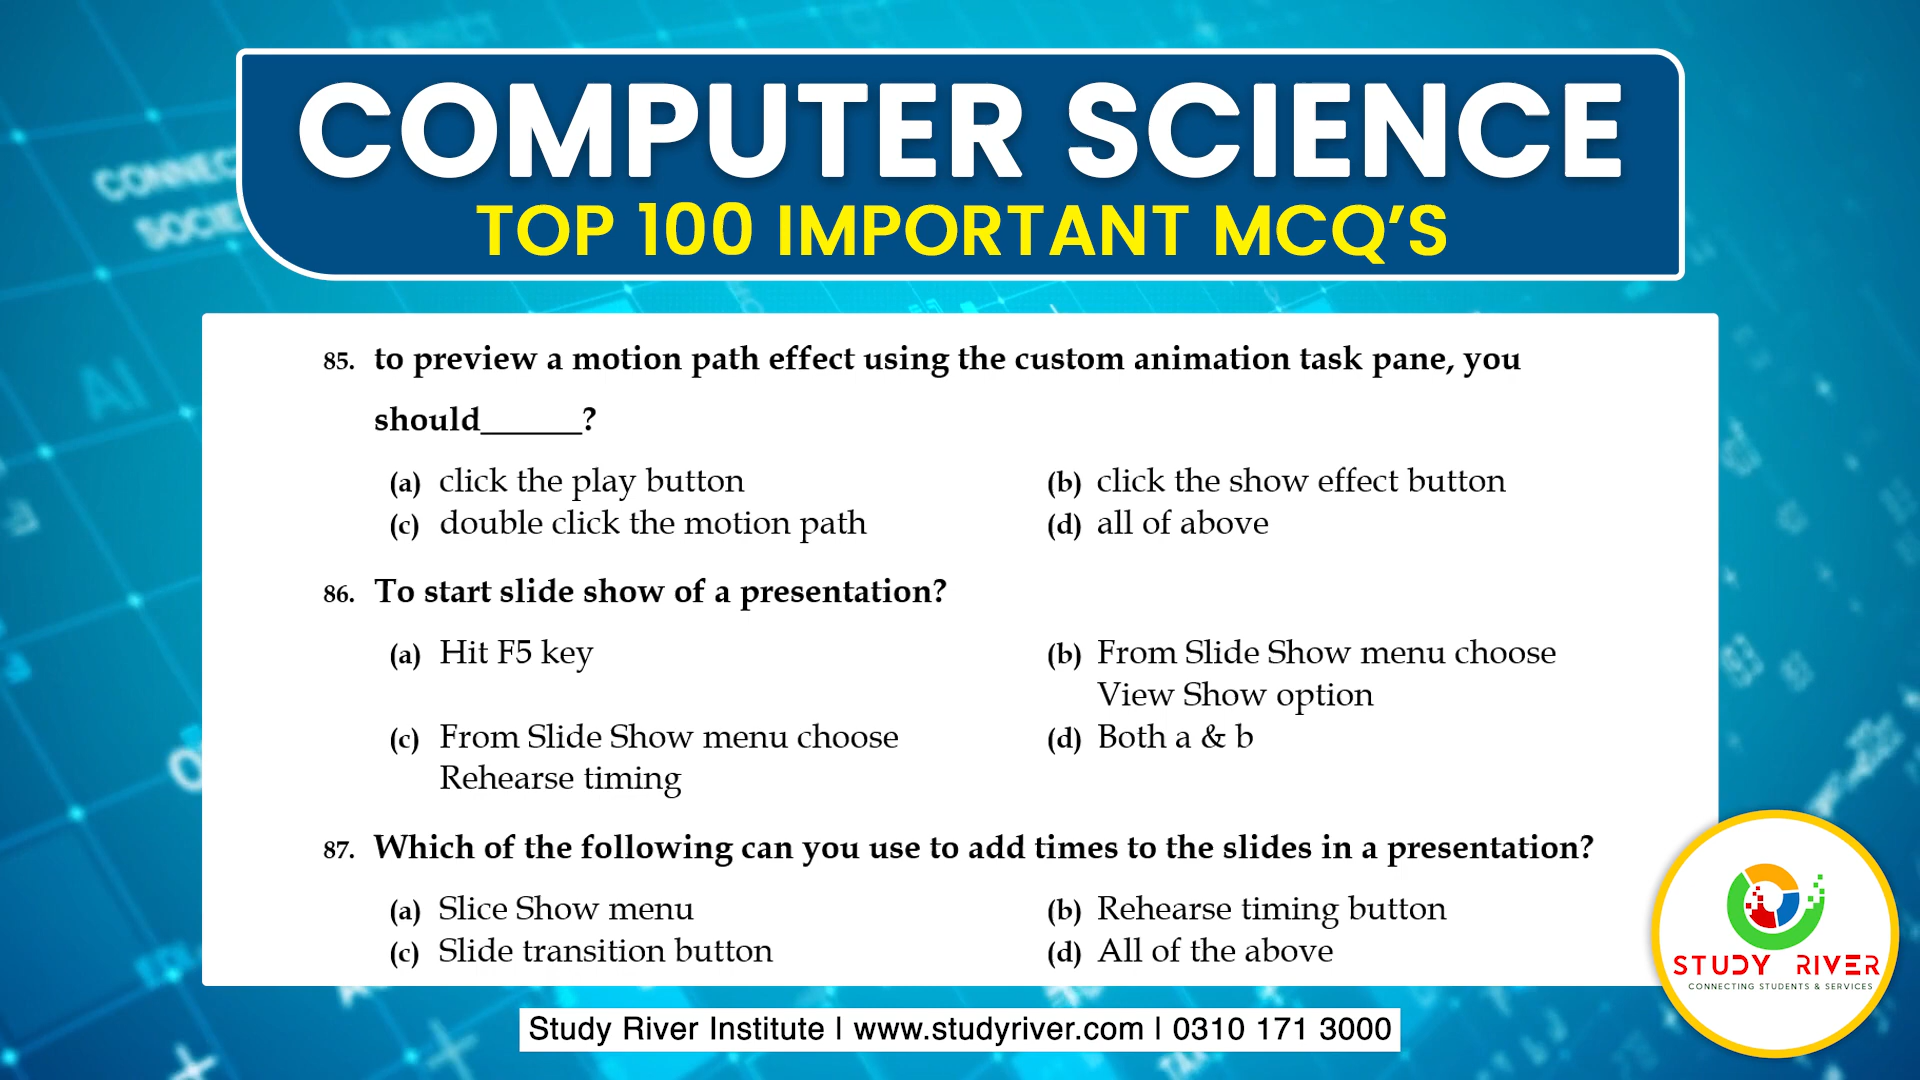 COMPUTER SCIENCE
TOP 100 IMPORTANT MCQ'S
CONNEC
SOCIE
AI
85. to preview a motion path effect using the custom animation task pane, you
should______?
(a) click the play button (b) click the show effect button
(c) double click the motion path (d) all of above
86. To start slide show of a presentation?
(a) Hit F5 key (b) From Slide Show menu choose
View Show option
(c) From Slide Show menu choose (d) Both a & b
Rehearse timing
87. Which of the following can you use to add times to the slides in a presentation?
(a) Slice Show menu (b) Rehearse timing button
(c) Slide transition button (d) All of the above
STUDY RIVER
CONNECTING STUDENTS & SERVICES
Study River Institute | www.studyriver.com | 0310 171 3000